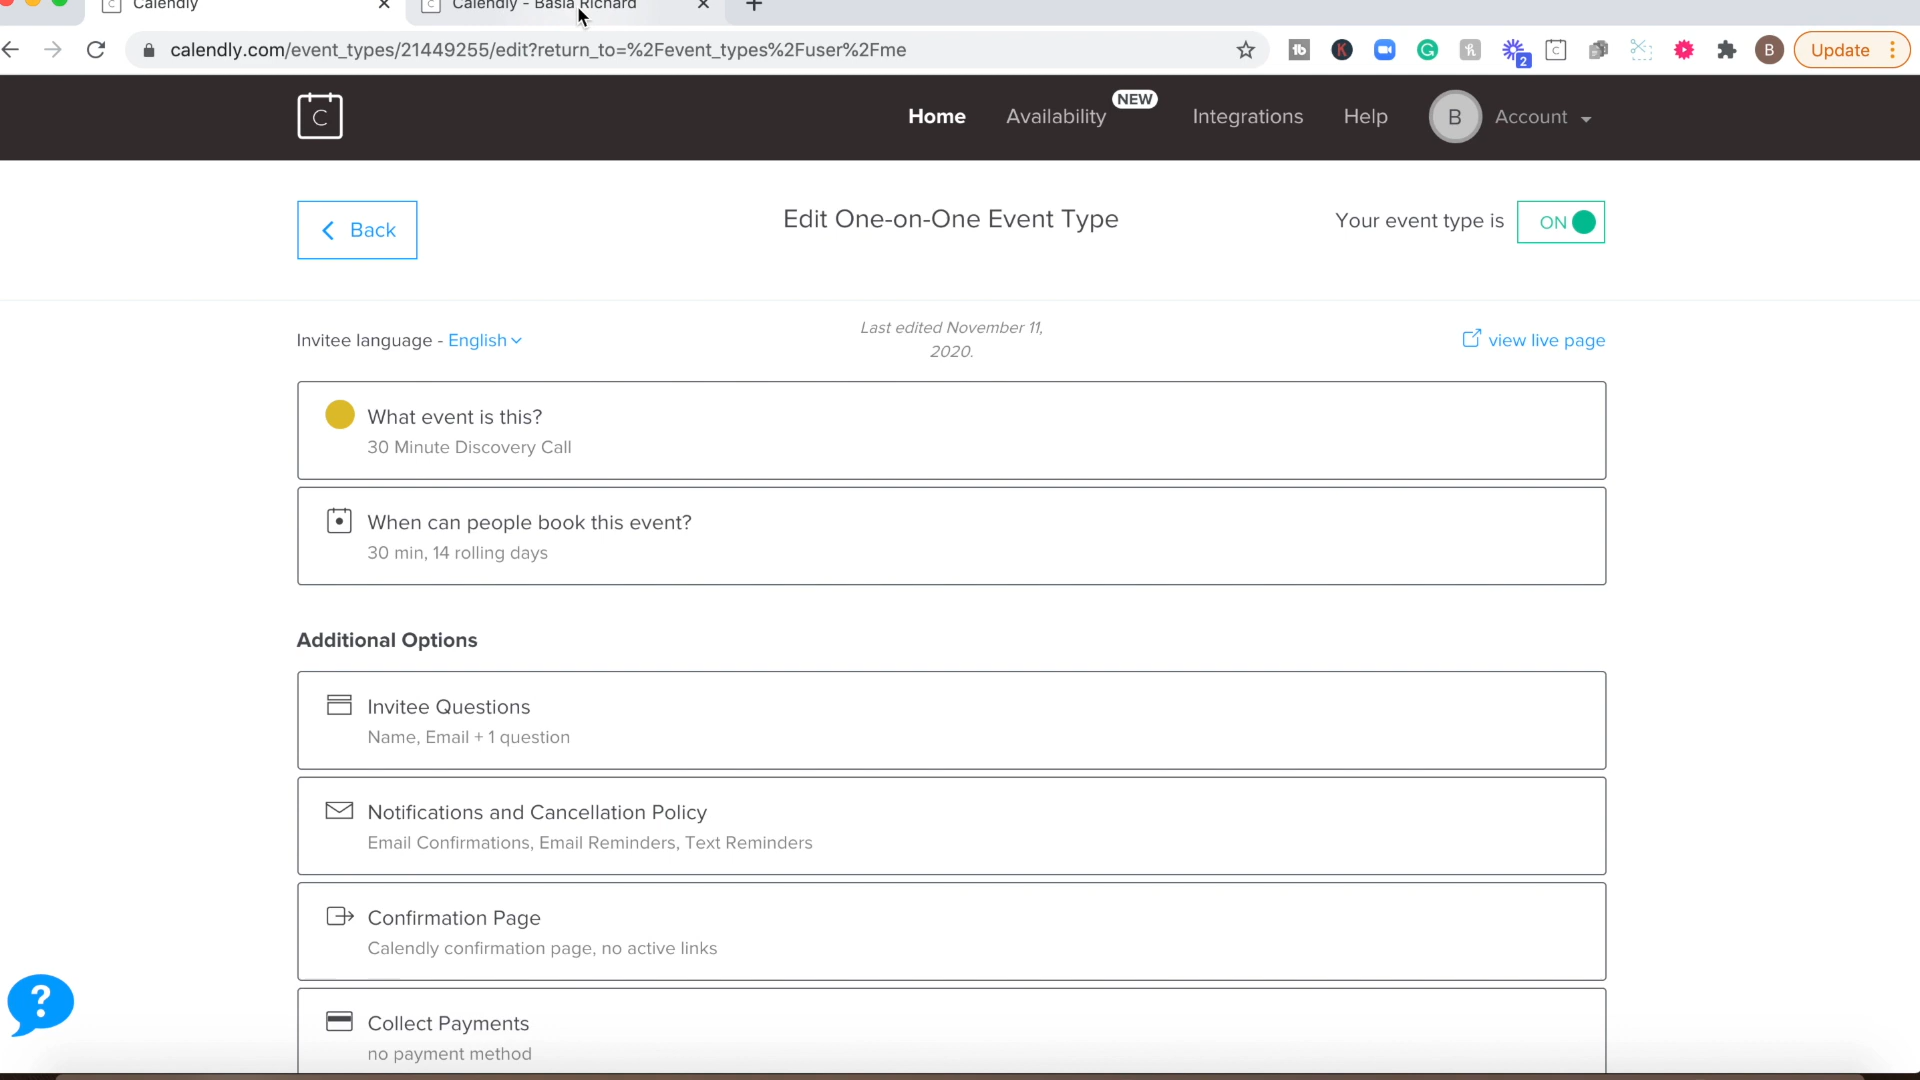 Calendly
Calendly - Basia Richard
calendly.com/event_types/21449255/edit?return_to=%2Fevent_types%2Fuser%2Fme
2
B
Update
C
Home
Availability
NEW
Integrations
Help
B
Account
Back
Edit One-on-One Event Type
Your event type is
ON
Invitee language - English
Last edited November 11,
2020.
view live page
What event is this?
30 Minute Discovery Call
When can people book this event?
30 min, 14 rolling days
Additional Options
Invitee Questions
Name, Email + 1 question
Notifications and Cancellation Policy
Email Confirmations, Email Reminders, Text Reminders
Confirmation Page
Calendly confirmation page, no active links
?
Collect Payments
no payment method